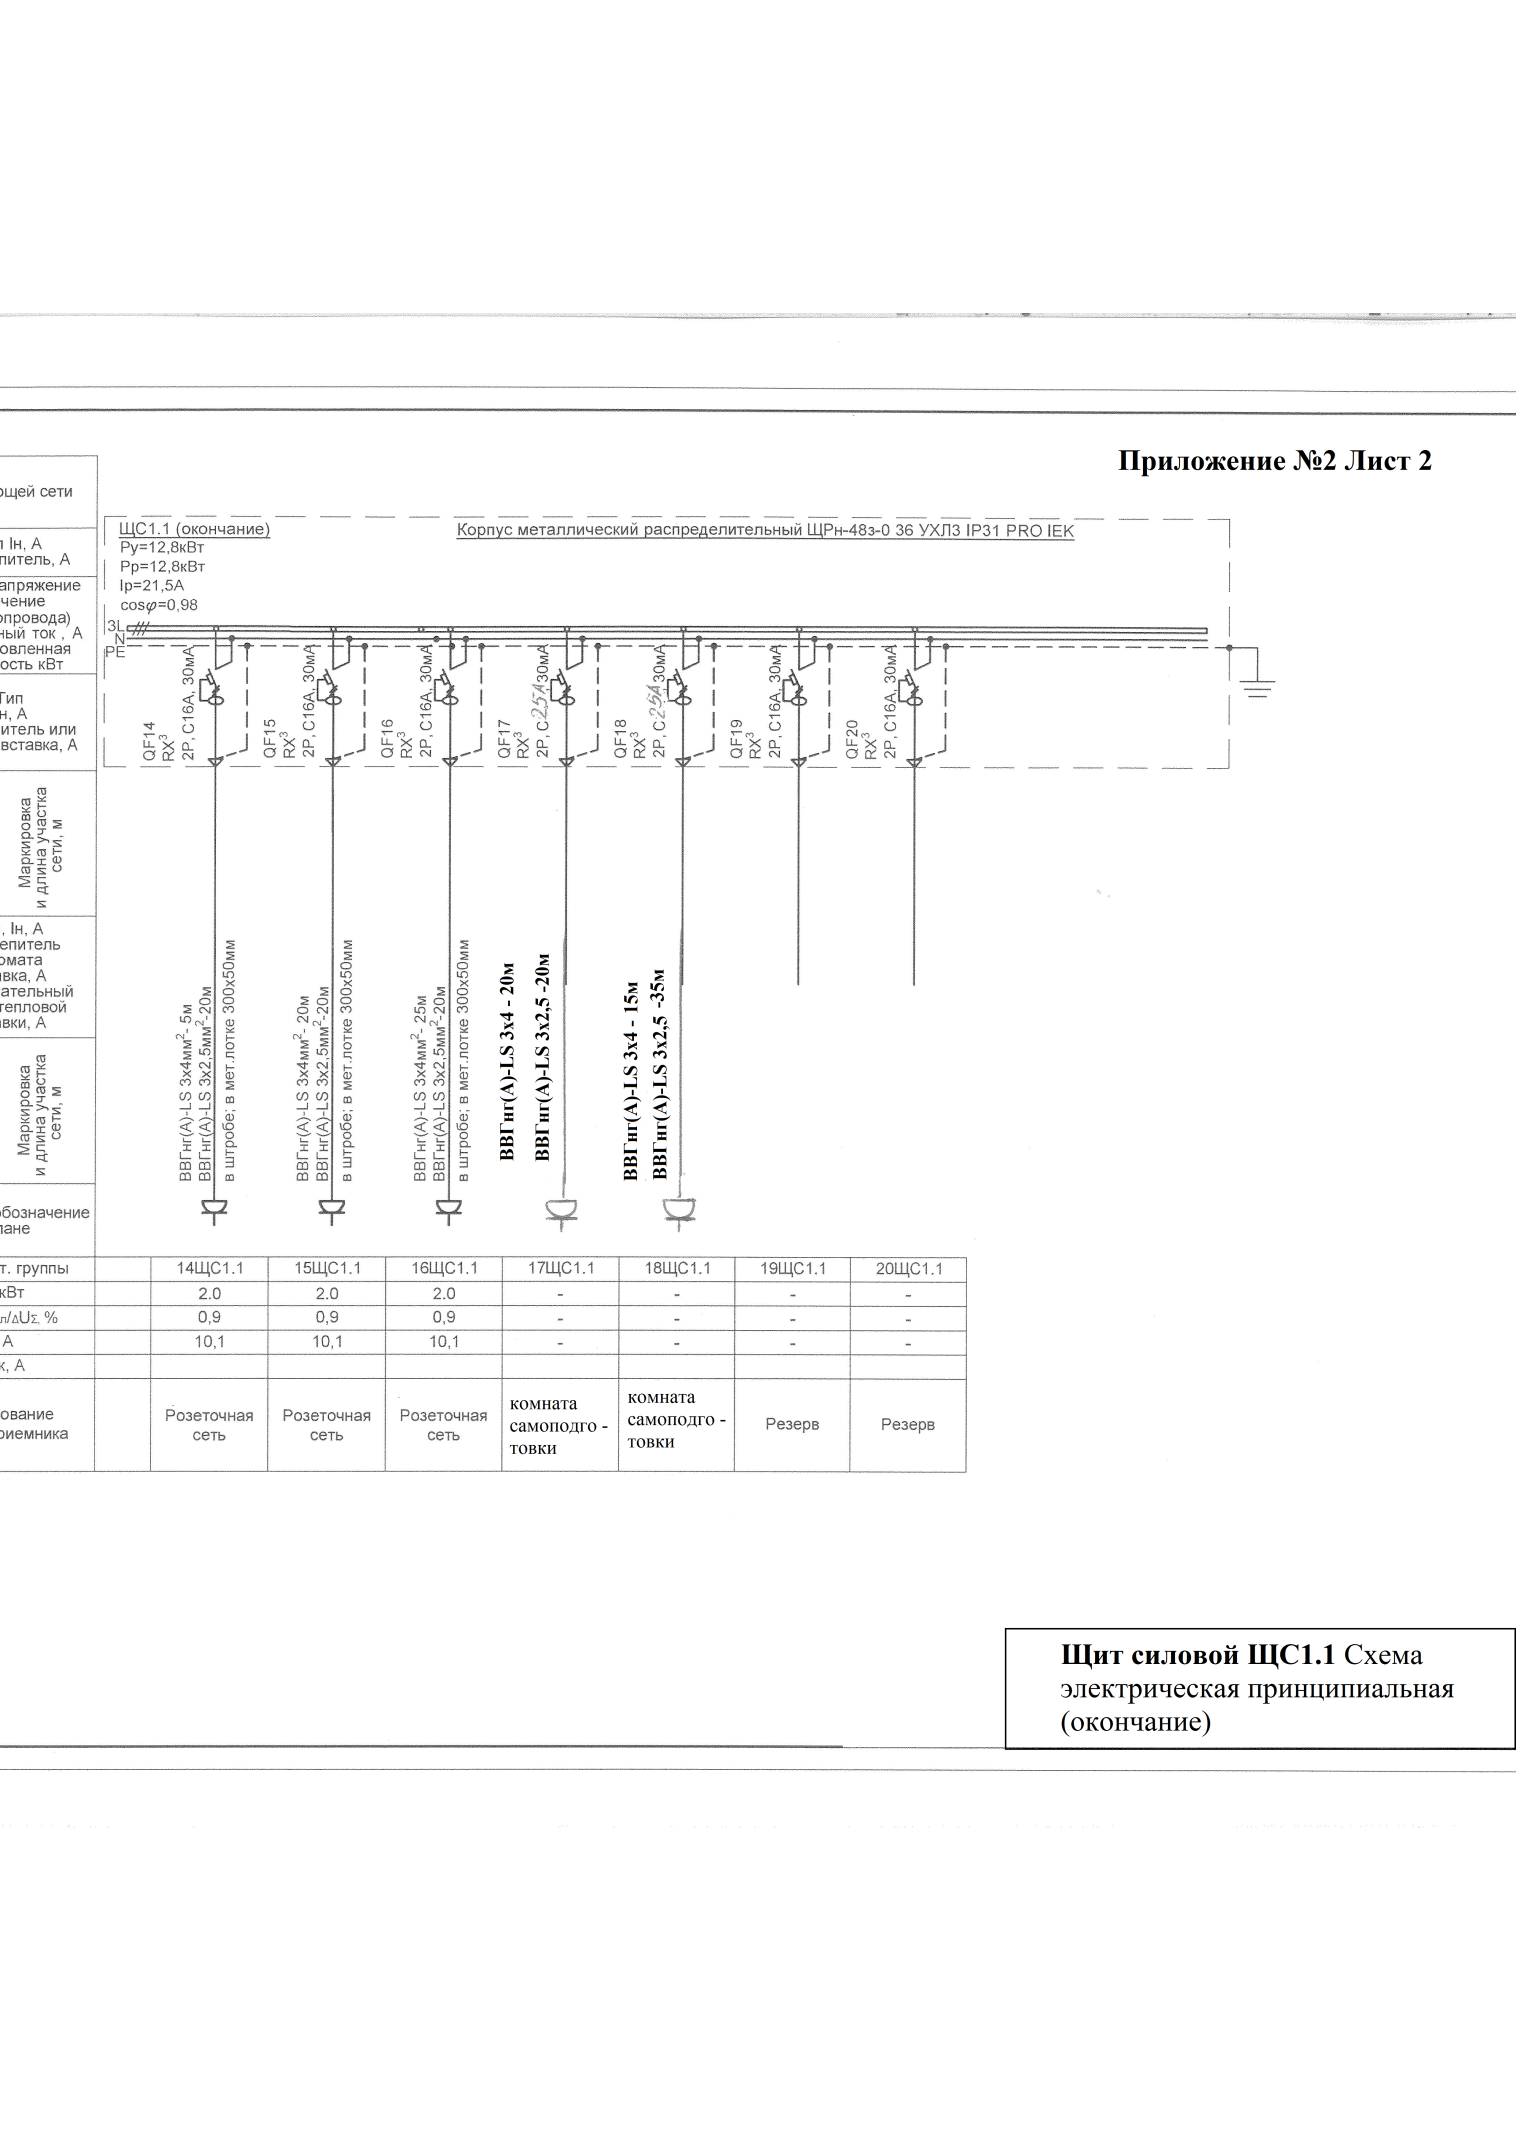 Приложение №2 Лист 2
ющей сети
п Iн, А
питель, А
апряжение
чение
опровода)
ный ток , А
овленная
ость кВт
Тип
н, А
итель или
вставка, А
Маркировка
и длина участка
сети, м
, Iн, А
епитель
омата
вка, А
ательный
тепловой
авки, А
Маркировка
и длина участка
сети, м
обозначение
лане
ЩС1.1 (окончание)
Корпус металлический распределительный ЩРн-48з-0 36 УХЛ3 IP31 PRO IEK
Ру=12,8кВт
Рр=12,8кВт
Iр=21,5А
cosφ=0,98
3L
N
PE
QF14
RX³
2P, C16A, 30мА
QF15
RX³
2P, C16A, 30мА
QF16
RX³
2P, C16A, 30мА
QF17
RX³
2P, C25A, 30мА
QF18
RX³
2P, C25A, 30мА
QF19
RX³
2P, C16A, 30мА
QF20
RX³
2P, C16A, 30мА
ВВГнг(А)-LS 3х4мм²- 5м
ВВГнг(А)-LS 3х2,5мм²-20м
в штробе; в мет.лотке 300х50мм
ВВГнг(А)-LS 3х4мм²- 20м
ВВГнг(А)-LS 3х2,5мм²-20м
в штробе; в мет.лотке 300х50мм
ВВГнг(А)-LS 3х4мм²- 25м
ВВГнг(А)-LS 3х2,5мм²-20м
в штробе; в мет.лотке 300х50мм
ВВГнг(А)-LS 3х4 - 20м
ВВГнг(А)-LS 3х2,5 -20м
ВВГнг(А)-LS 3х4 - 15м
ВВГнг(А)-LS 3х2,5 -35м
т. группы 14ЩС1.1 15ЩС1.1 16ЩС1.1 17ЩС1.1 18ЩС1.1 19ЩС1.1 20ЩС1.1
кВт 2.0 2.0 2.0 - - - -
л/ΔUΣ, % 0,9 0,9 0,9 - - - -
А 10,1 10,1 10,1 - - - -
к, А
ование
риемника
Розеточная
сеть
Розеточная
сеть
Розеточная
сеть
комната
самоподго -
товки
комната
самоподго -
товки
Резерв
Резерв
Щит силовой ЩС1.1 Схема
электрическая принципиальная
(окончание)